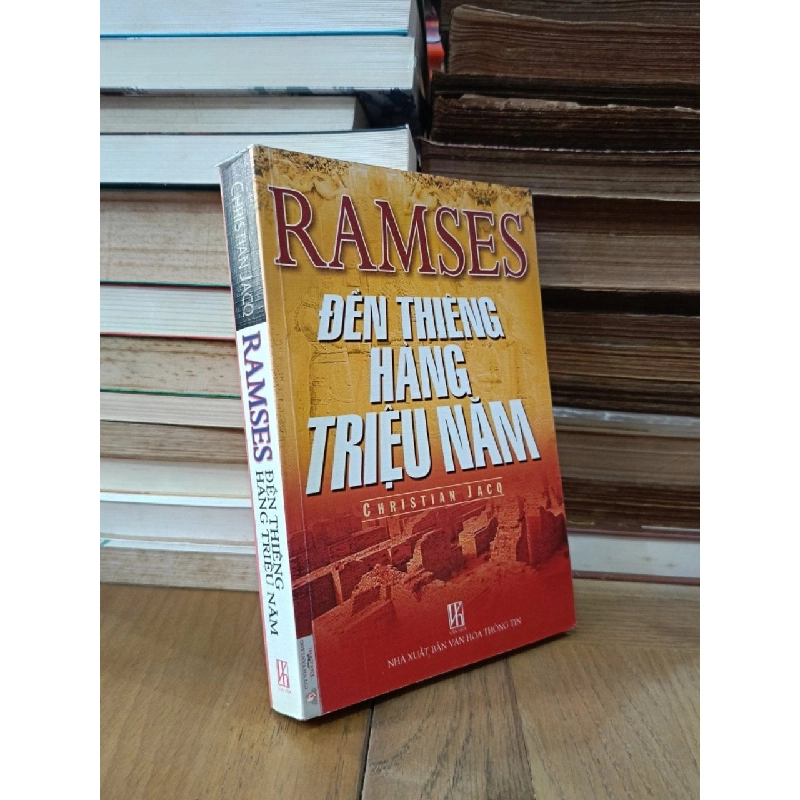 RAMSES
ĐỀN THIÊNG
HÀNG
TRIỆU NĂM
CHRISTIAN JACQ
NHÀ XUẤT BẢN VĂN HÓA THÔNG TIN
CHRISTIAN JACQ
RAMSES
ĐỀN THIÊNG
HÀNG TRIỆU NĂM